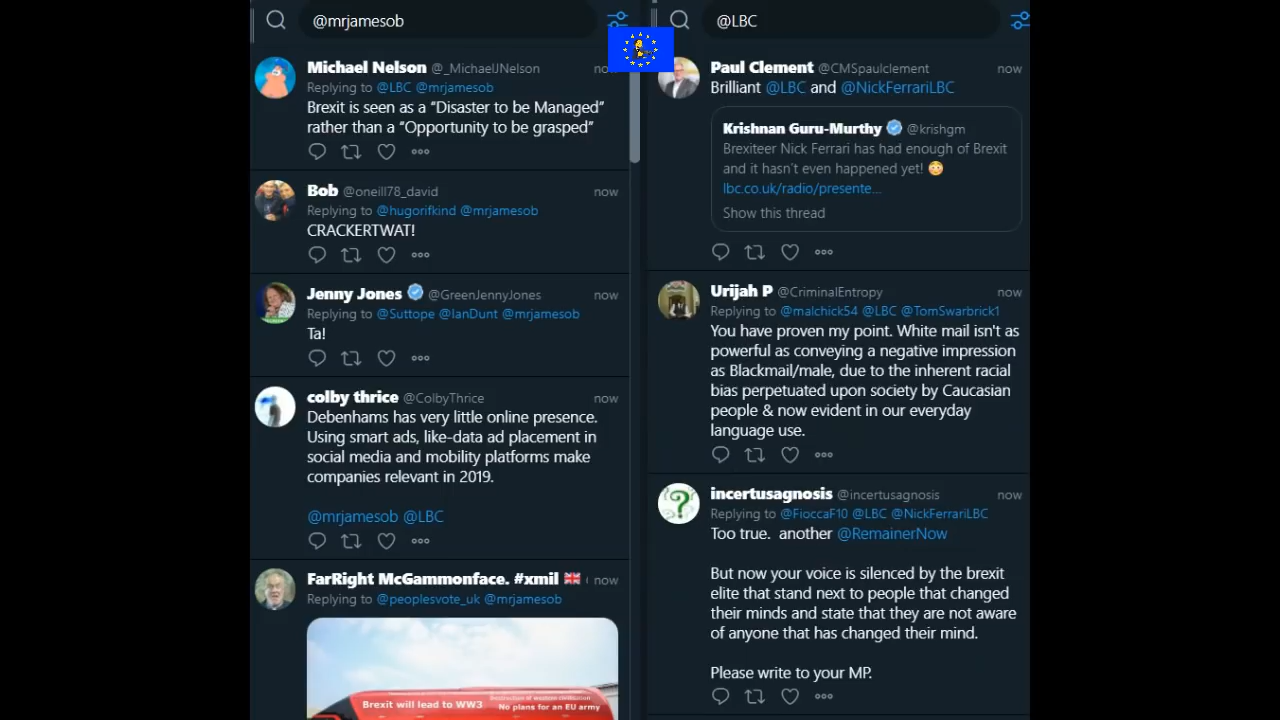 @mrjamesob
Michael Nelson @_MichaelJNelson now
Replying to @LBC @mrjamesob
Brexit is seen as a “Disaster to be Managed”
rather than a “Opportunity to be grasped”
Bob @oneill78_david now
Replying to @hugorifkind @mrjamesob
CRACKERTWAT!
Jenny Jones @GreenJennyJones now
Replying to @Suttope @IanDunt @mrjamesob
Ta!
colby thrice @ColbyThrice now
Debenhams has very little online presence.
Using smart ads, like-data ad placement in
social media and mobility platforms make
companies relevant in 2019.
@mrjamesob @LBC
FarRight McGammonface. #xmil now
Replying to @peoplesvote_uk @mrjamesob
Brexit will lead to WW3
No plans for an EU army
@LBC
Paul Clement @CMSpaulclement now
Brilliant @LBC and @NickFerrariLBC
Krishnan Guru-Murthy @krishgm
Brexiteer Nick Ferrari has had enough of Brexit
and it hasn't even happened yet! 😳
lbc.co.uk/radio/presente...
Show this thread
Urijah P @CriminalEntropy now
Replying to @malchick54 @LBC @TomSwarbrick1
You have proven my point. White mail isn't as
powerful as conveying a negative impression
as Blackmail/male, due to the inherent racial
bias perpetuated upon society by Caucasian
people & now evident in our everyday
language use.
incertusagnosis @incertusagnosis now
Replying to @FioccaF10 @LBC @NickFerrariLBC
Too true.  another @RemainerNow
But now your voice is silenced by the brexit
elite that stand next to people that changed
their minds and state that they are not aware
of anyone that has changed their mind.
Please write to your MP.